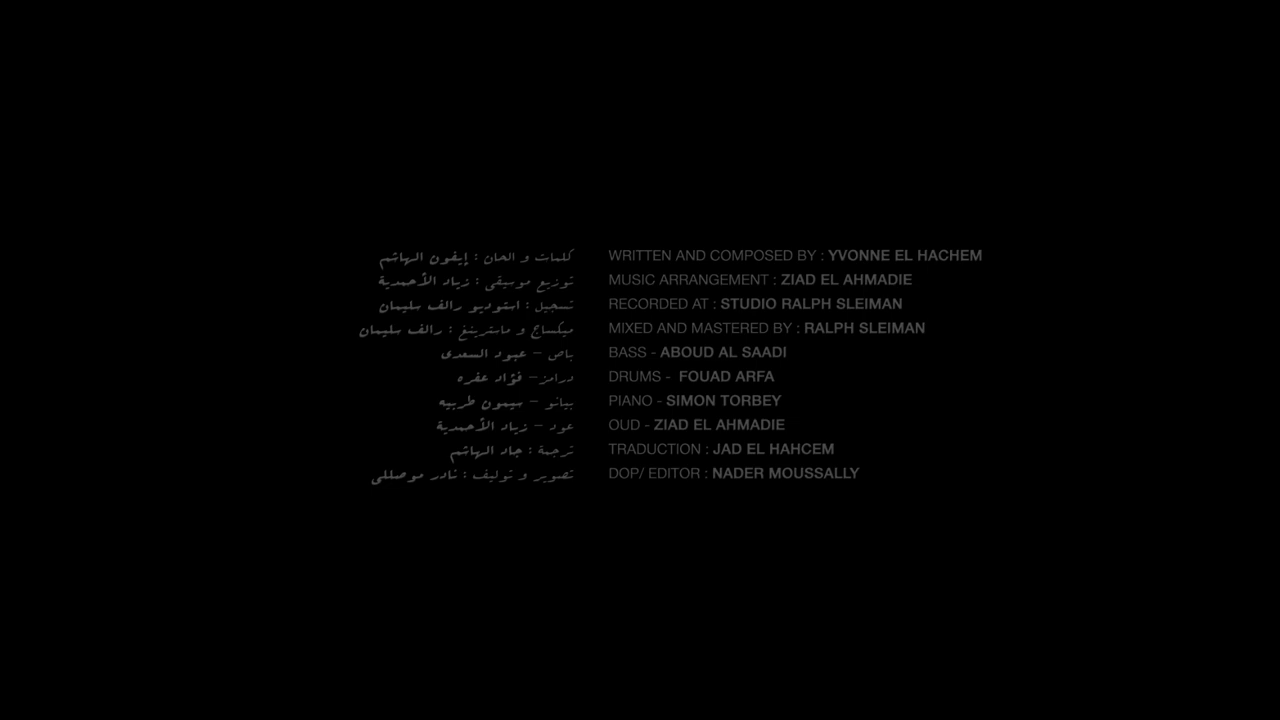 كلمات و الحان : إيفون الهاشم
WRITTEN AND COMPOSED BY : YVONNE EL HACHEM
توزيع موسيقى : زياد الأحمدية
MUSIC ARRANGEMENT : ZIAD EL AHMADIE
تسجيل : استوديو رالف سليمان
RECORDED AT : STUDIO RALPH SLEIMAN
ميكساج و ماسترينغ : رالف سليمان
MIXED AND MASTERED BY : RALPH SLEIMAN
باص – عبود السعدى
BASS - ABOUD AL SAADI
درامز – فؤاد عفره
DRUMS - FOUAD ARFA
بيانو – سيمون طربيه
PIANO - SIMON TORBEY
عود – زياد الأحمدية
OUD - ZIAD EL AHMADIE
ترجمة : جاد الهاشم
TRADUCTION : JAD EL HAHCEM
تصوير و توليف : نادر موصللى
DOP/ EDITOR : NADER MOUSSALLY